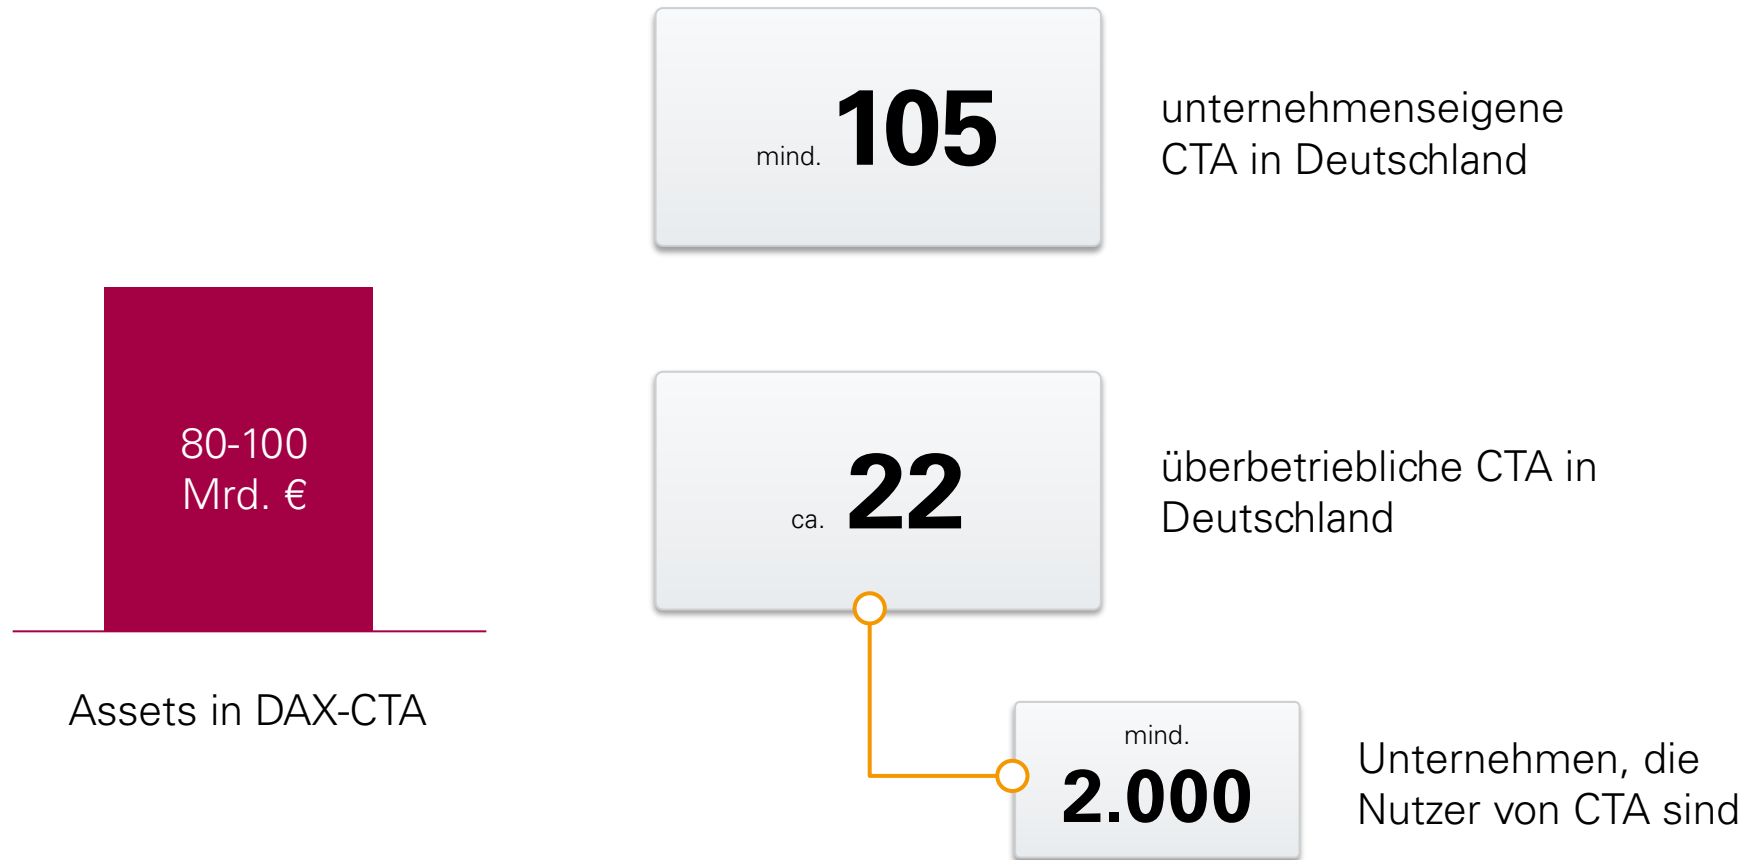 mind. 105
unternehmenseigene
CTA in Deutschland
80-100
Mrd. €
Assets in DAX-CTA
ca. 22
überbetriebliche CTA in
Deutschland
mind.
2.000
Unternehmen, die
Nutzer von CTA sind